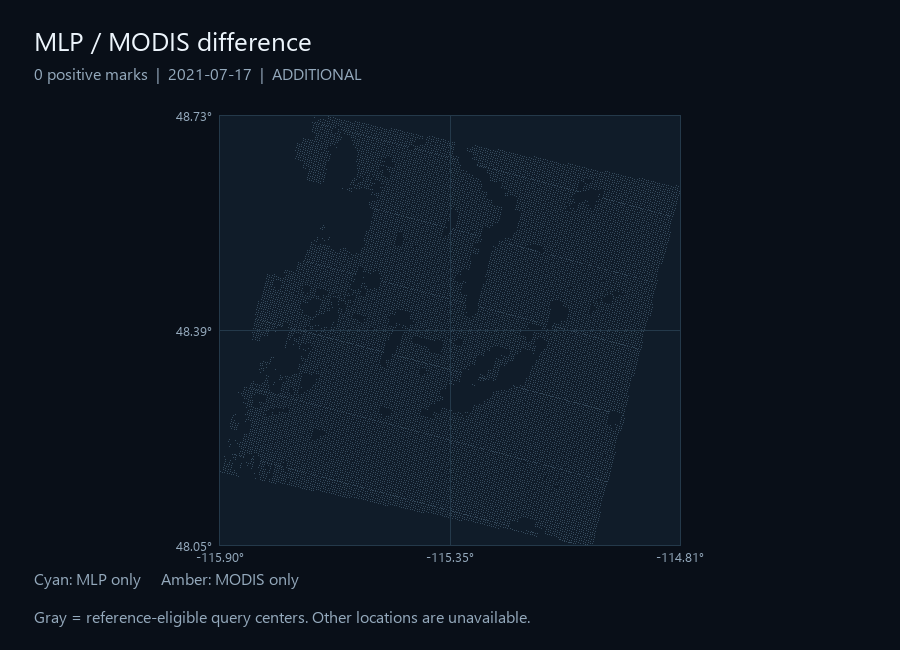 MLP / MODIS difference
0 positive marks | 2021-07-17 | ADDITIONAL
48.73°
48.39°
48.05°
-115.90°
-115.35°
-114.81°
Cyan: MLP only Amber: MODIS only
Gray = reference-eligible query centers. Other locations are unavailable.